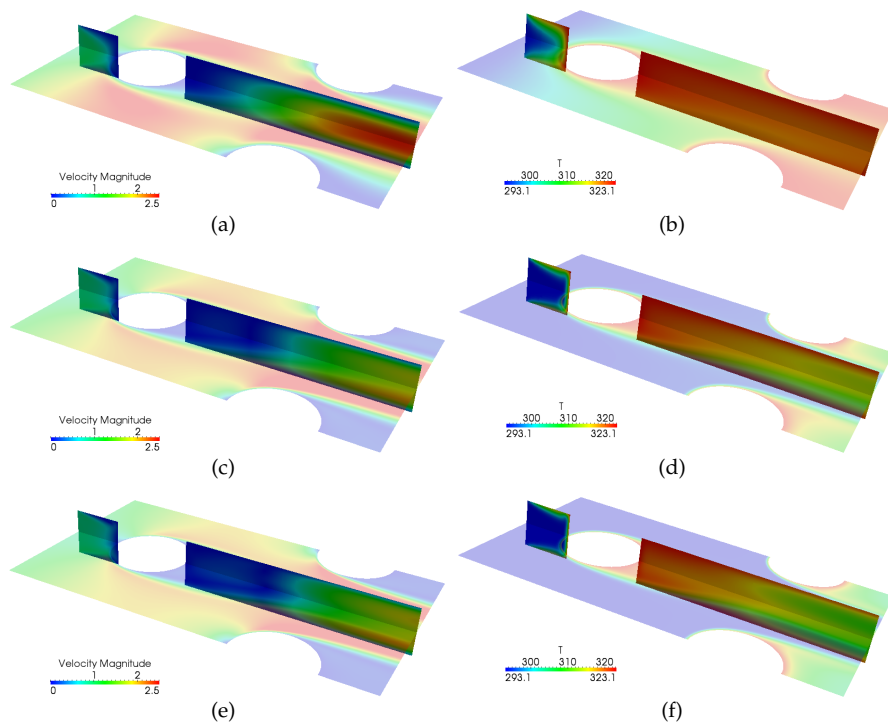 Velocity Magnitude
1 2
0 2.5
(a)
T
300 310 320
293.1 323.1
(b)
Velocity Magnitude
1 2
0 2.5
(c)
T
300 310 320
293.1 323.1
(d)
Velocity Magnitude
1 2
0 2.5
(e)
T
300 310 320
293.1 323.1
(f)